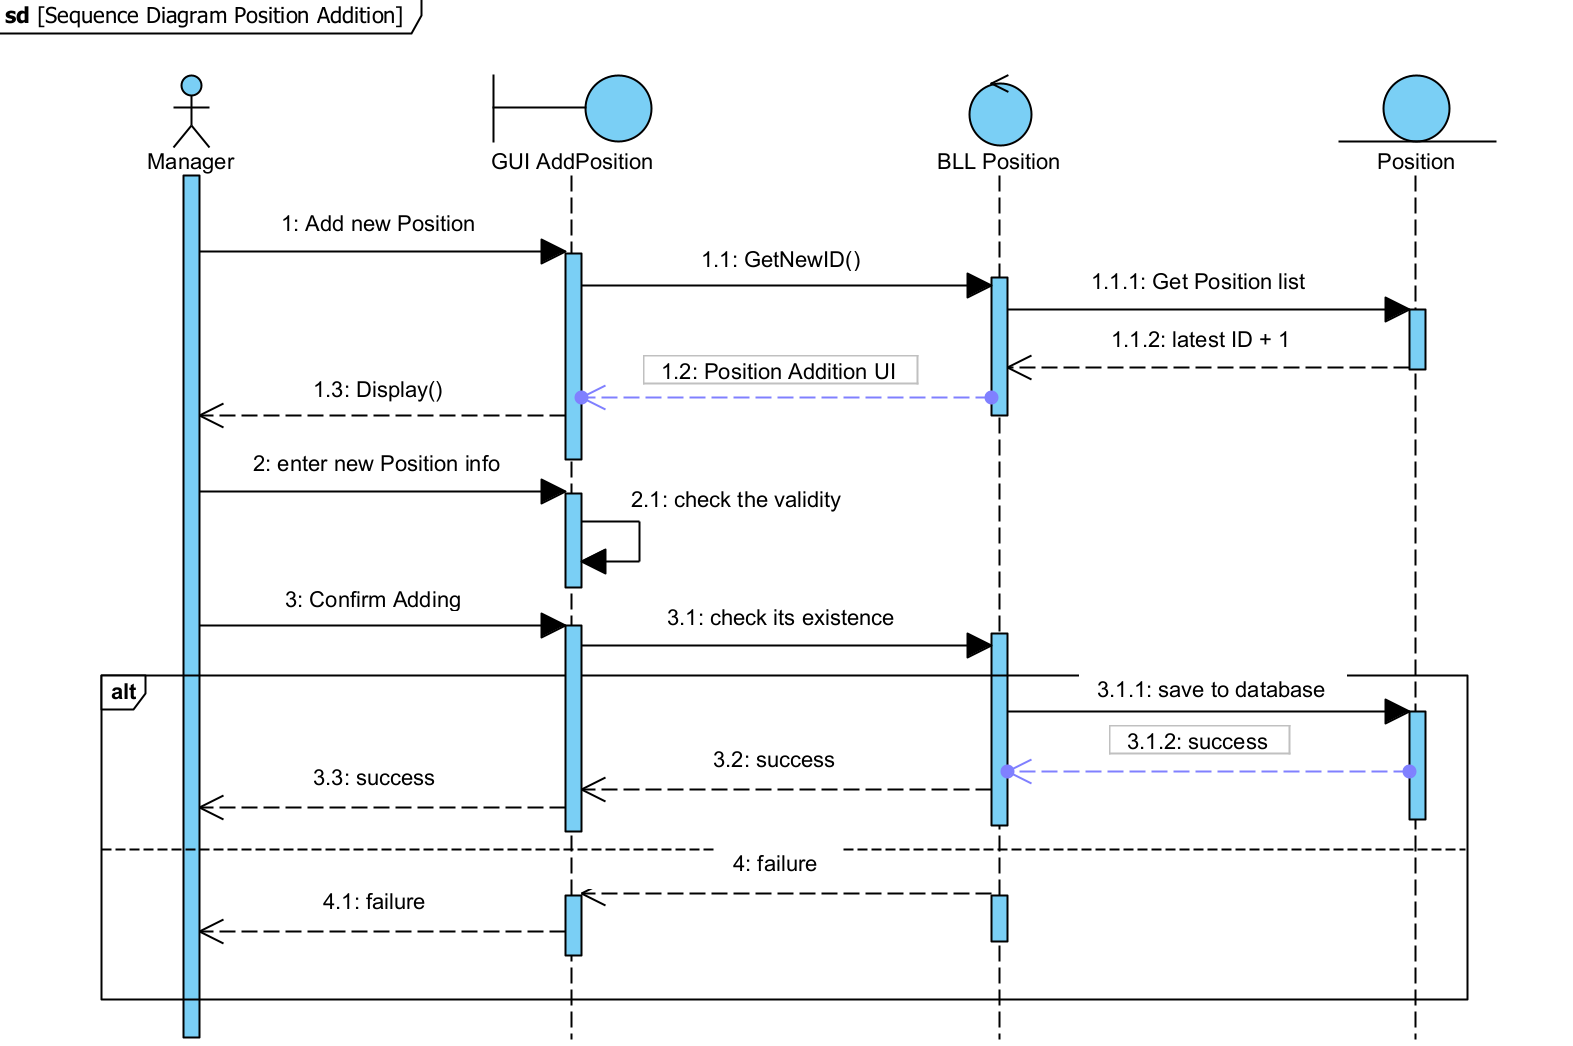 sd [Sequence Diagram Position Addition]
Manager
GUI AddPosition
BLL Position
Position
1: Add new Position
1.1: GetNewID()
1.1.1: Get Position list
1.1.2: latest ID + 1
1.2: Position Addition UI
1.3: Display()
2: enter new Position info
2.1: check the validity
3: Confirm Adding
3.1: check its existence
alt
3.1.1: save to database
3.1.2: success
3.2: success
3.3: success
4: failure
4.1: failure